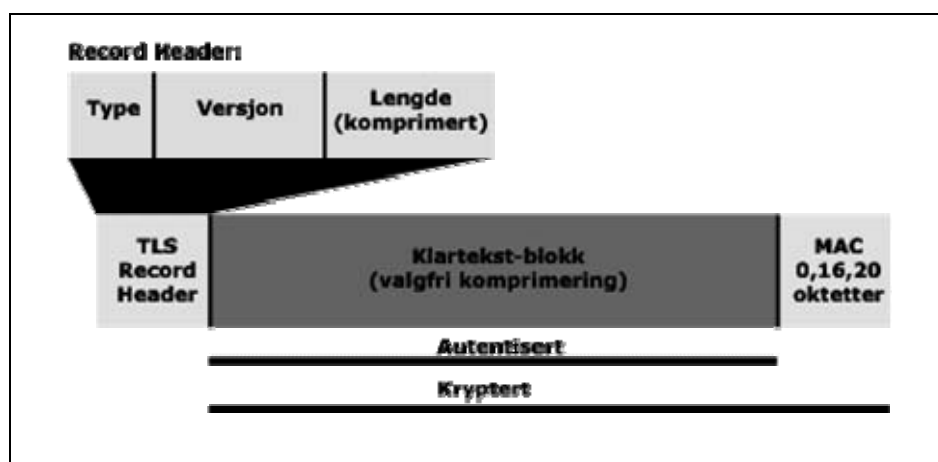 Record Header:
Type
Versjon
Lengde
(komprimert)
TLS
Record
Header
Klartekst-blokk
(valgfri komprimering)
MAC
0,16,20
oktetter
Autentisert
Kryptert